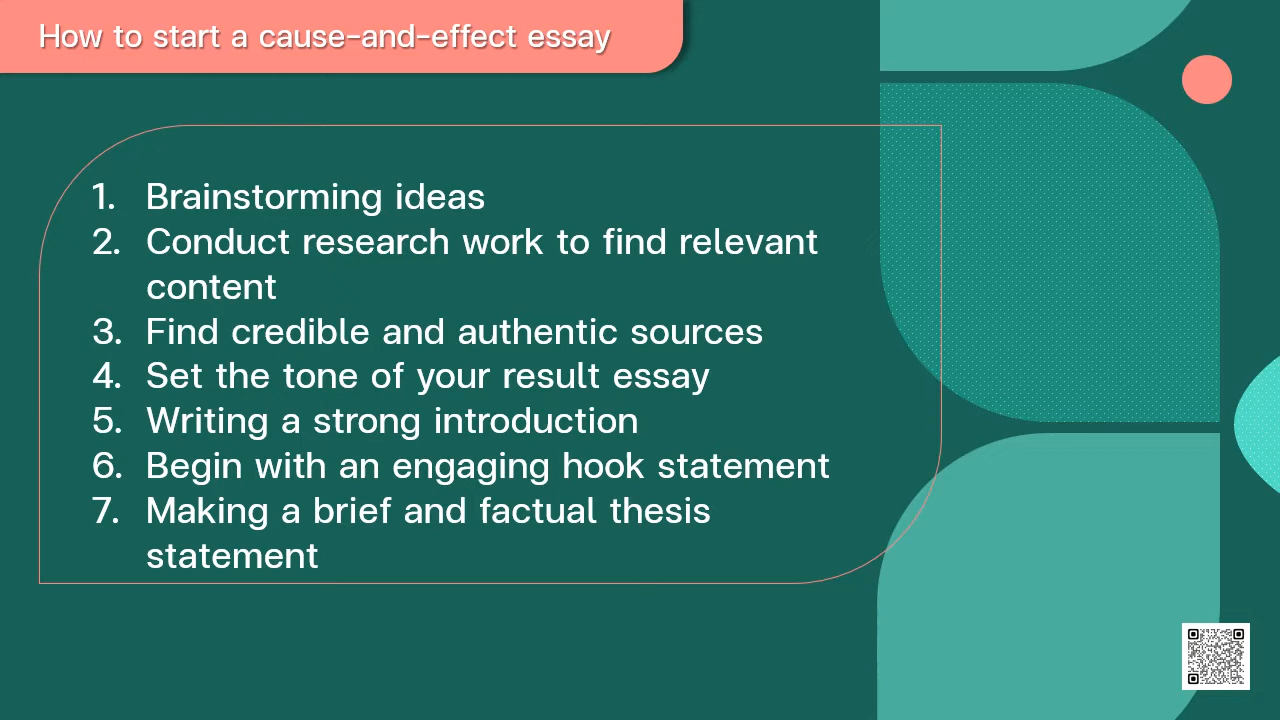 How to start a cause-and-effect essay
1. Brainstorming ideas
2. Conduct research work to find relevant
content
3. Find credible and authentic sources
4. Set the tone of your result essay
5. Writing a strong introduction
6. Begin with an engaging hook statement
7. Making a brief and factual thesis
statement